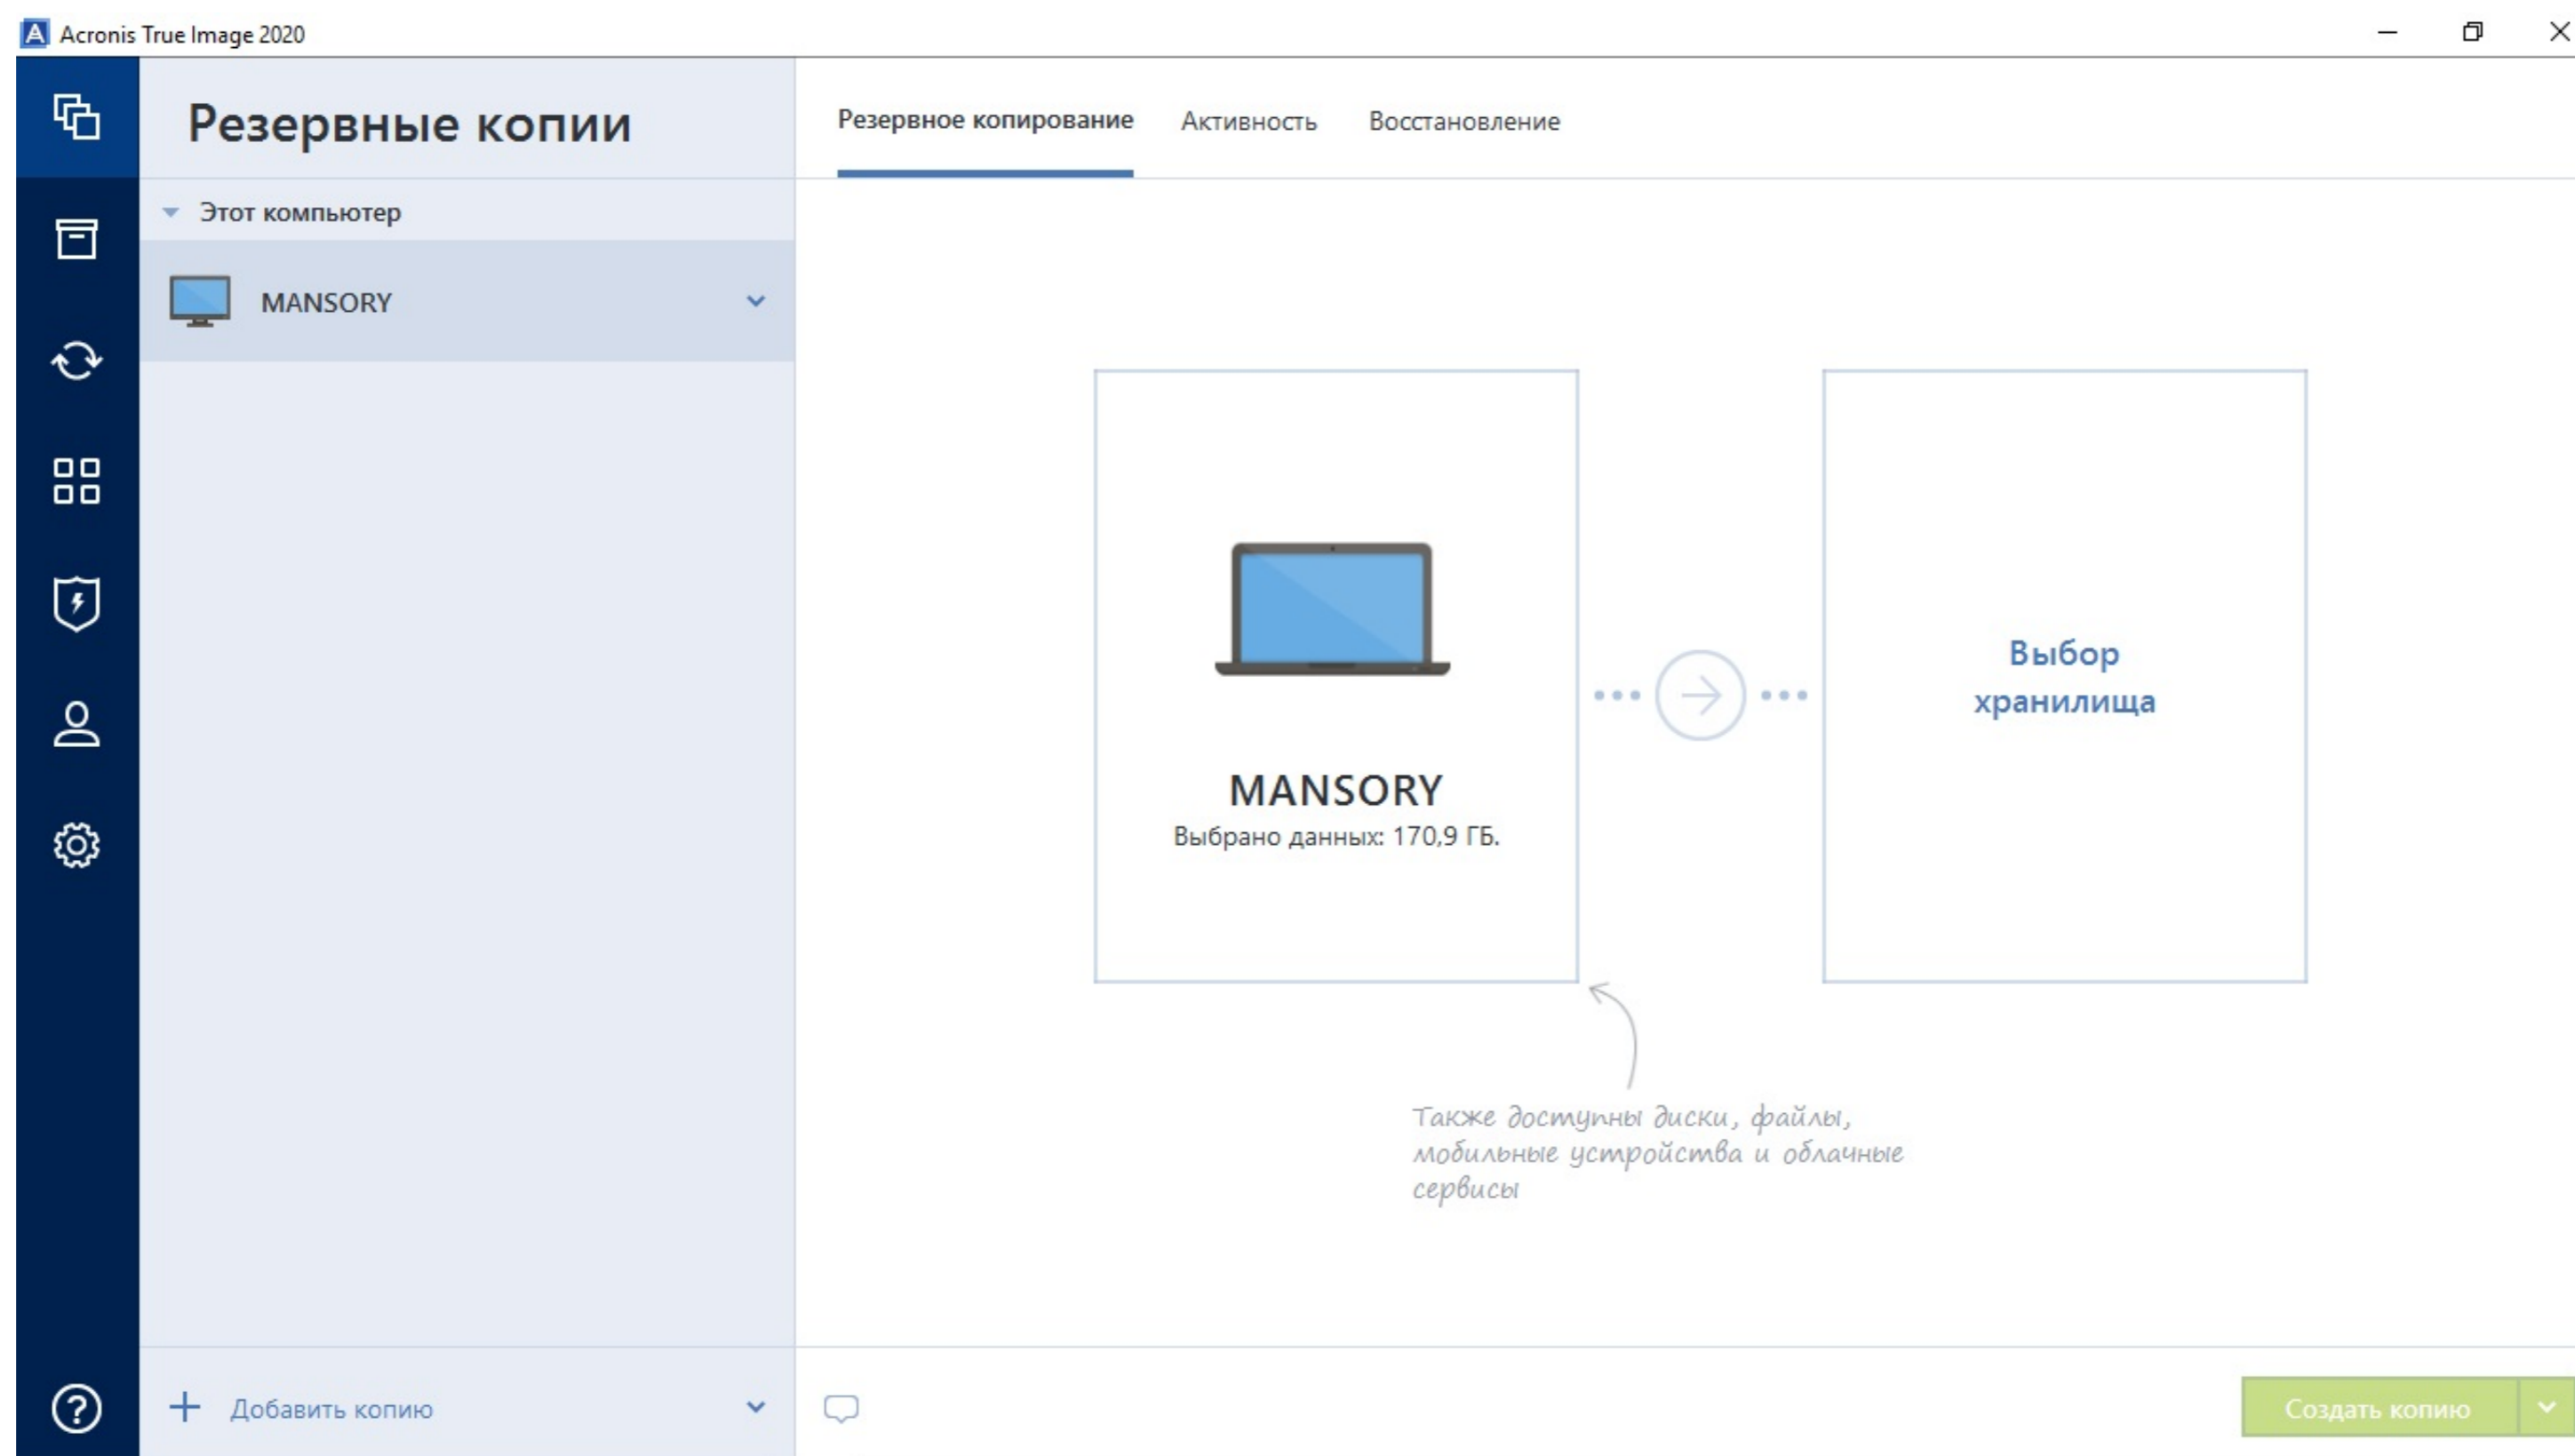 Acronis True Image 2020
Резервные копии
Резервное копирование
Активность
Восстановление
Этот компьютер
MANSORY
MANSORY
Выбрано данных: 170,9 ГБ.
Выбор
хранилища
Также доступны диски, файлы,
мобильные устройства и облачные
сервисы
Добавить копию
Создать копию